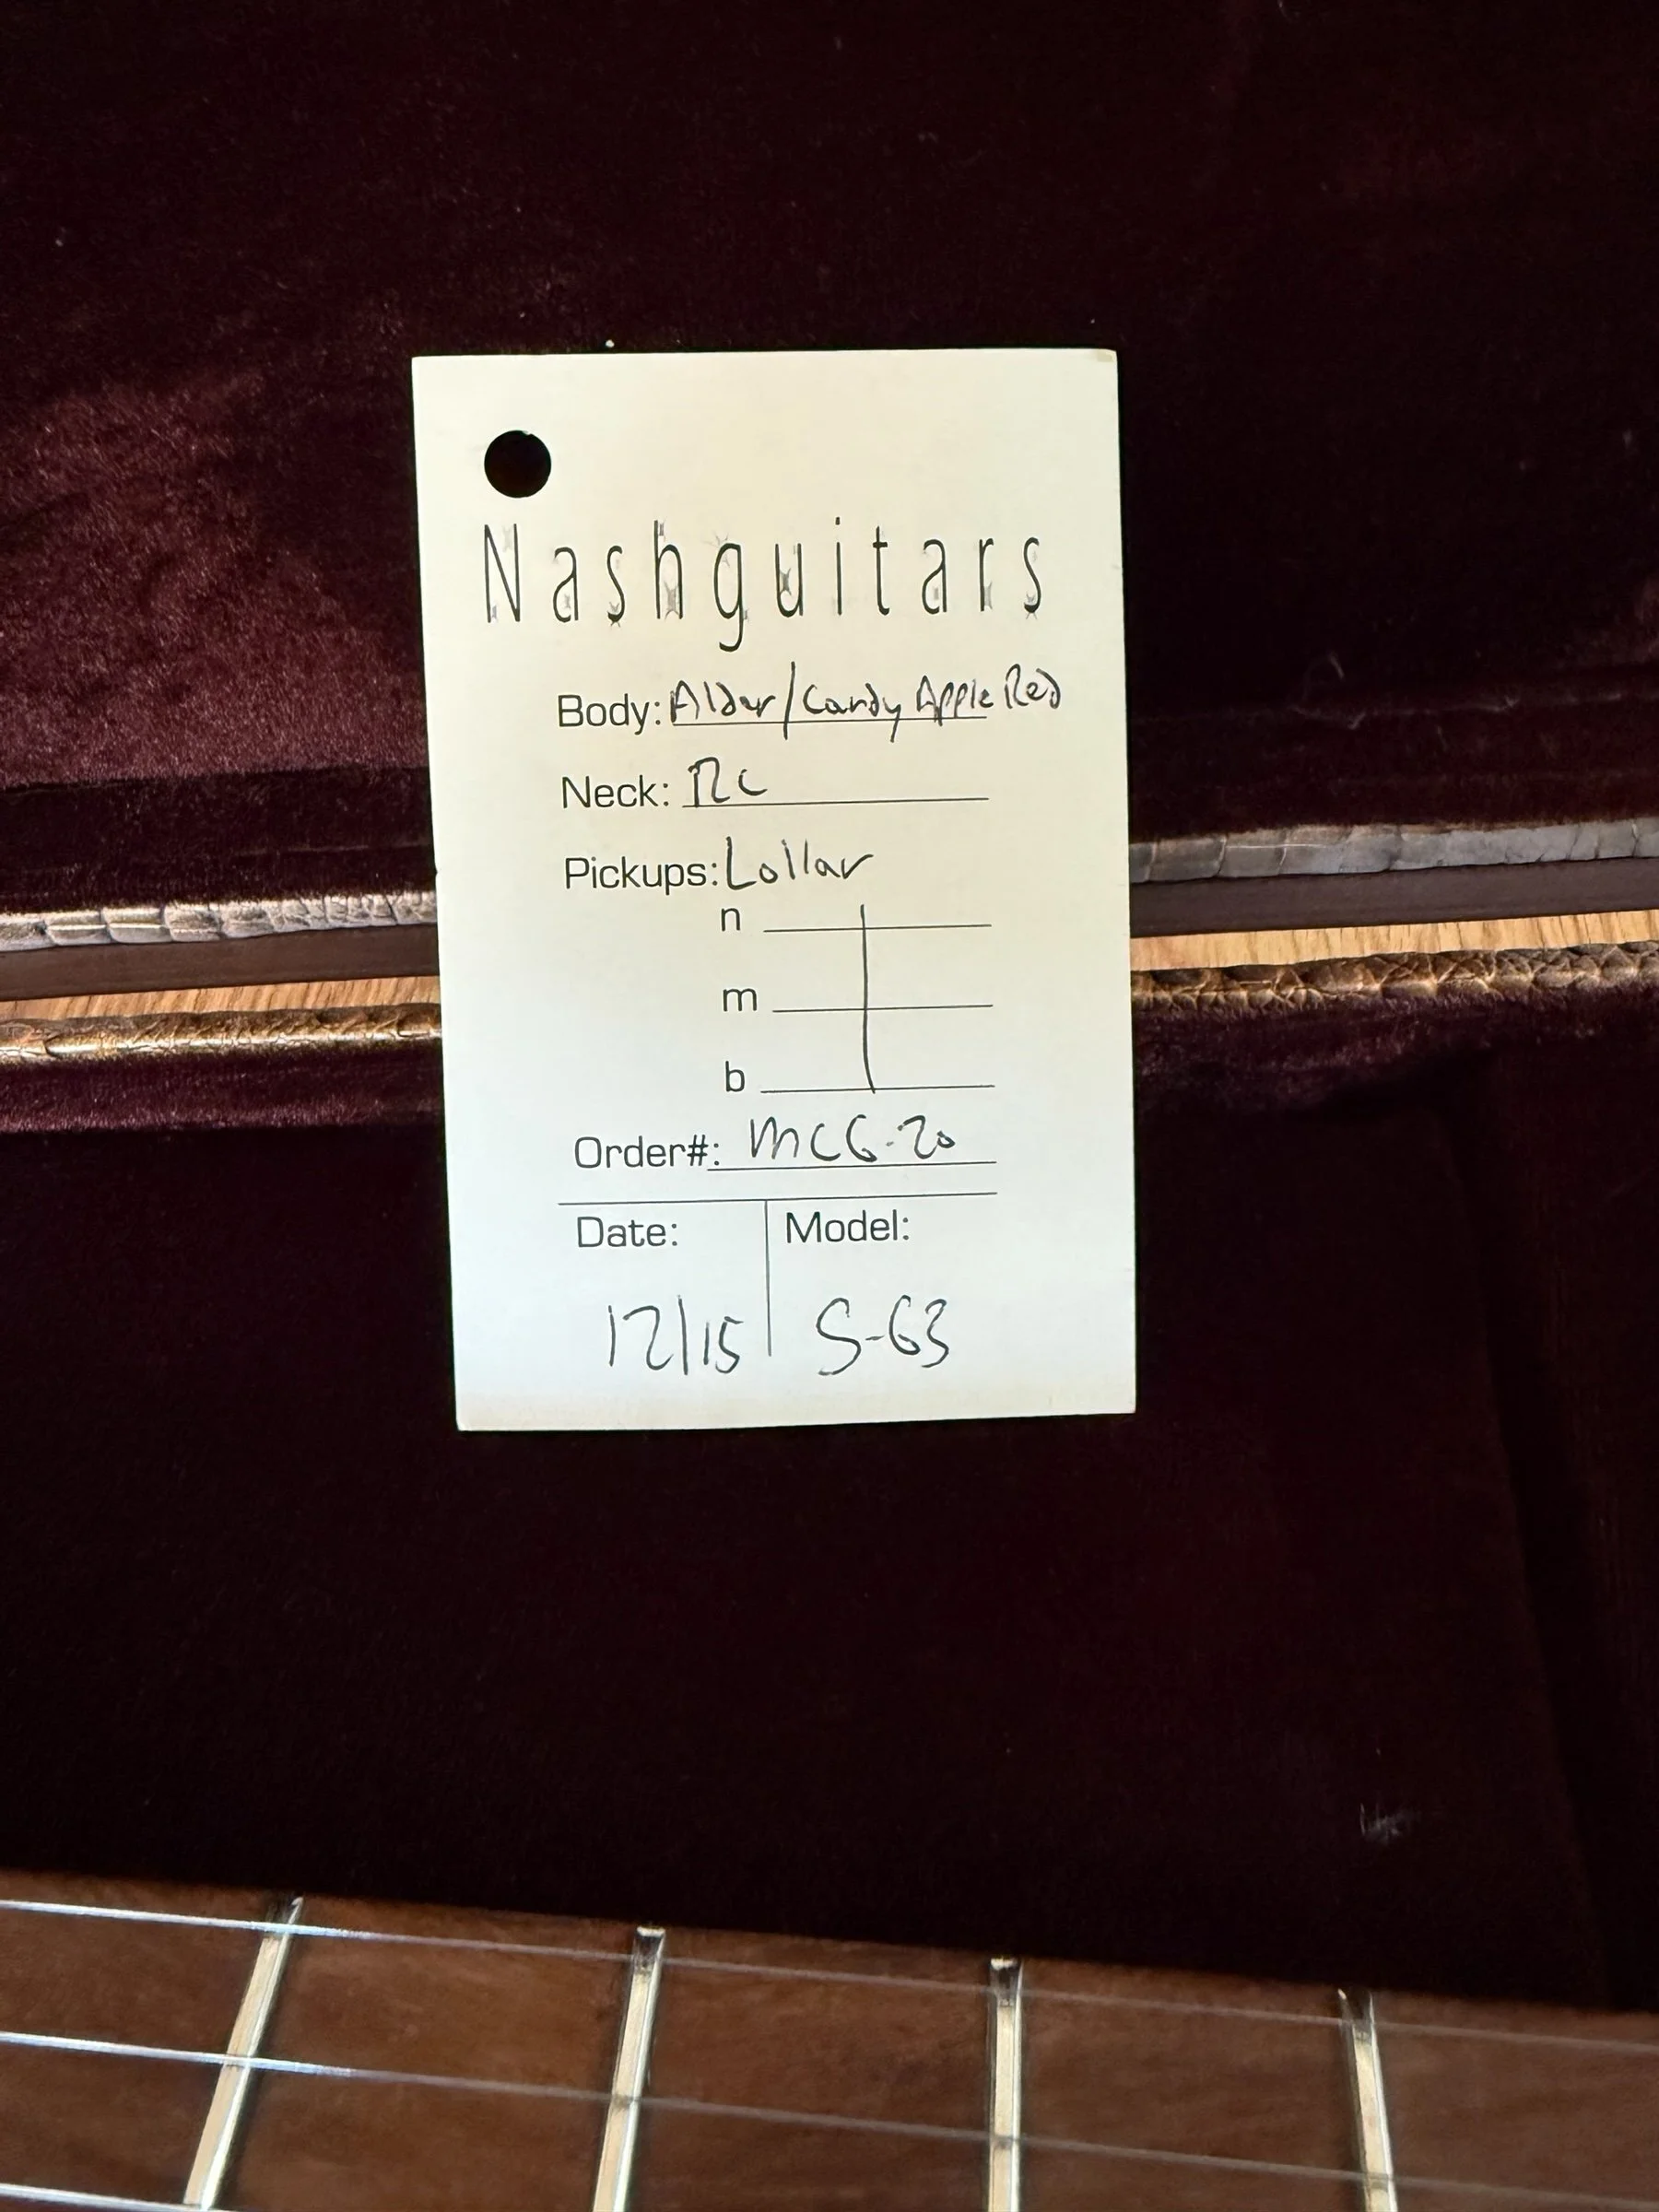 Nashguitars
Body: Alder/Candy Apple Red
Neck: RC
Pickups: Lollar
n
m
b
Order#: MCG-20
Date: Model:
12/15 S-63